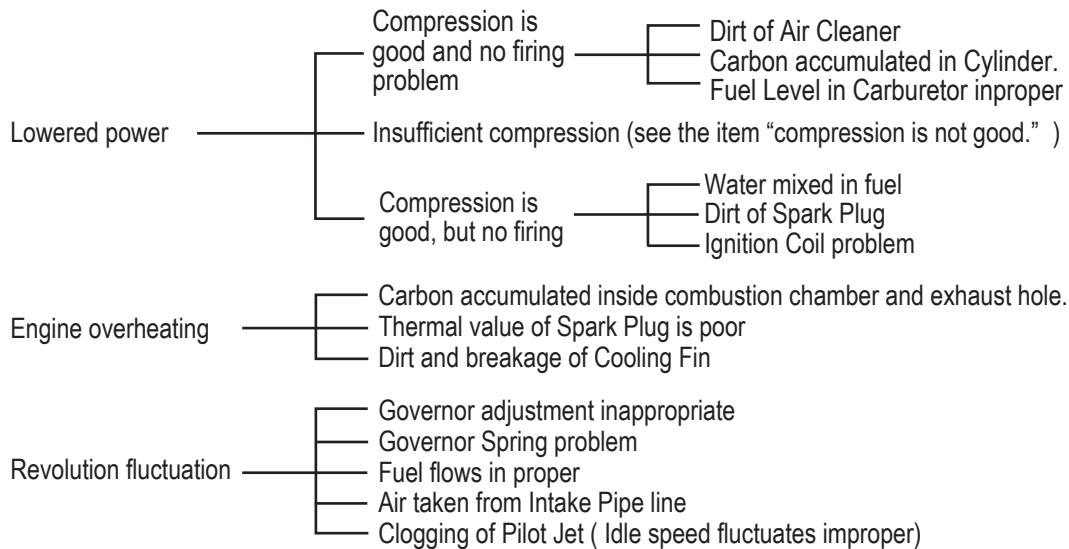 Lowered power
Compression is
good and no firing
problem
Dirt of Air Cleaner
Carbon accumulated in Cylinder.
Fuel Level in Carburetor inproper
Insufficient compression (see the item “compression is not good.”  )
Compression is
good, but no firing
Water mixed in fuel
Dirt of Spark Plug
Ignition Coil problem
Engine overheating
Carbon accumulated inside combustion chamber and exhaust hole.
Thermal value of Spark Plug is poor
Dirt and breakage of Cooling Fin
Revolution fluctuation
Governor adjustment inappropriate
Governor Spring problem
Fuel flows in proper
Air taken from Intake Pipe line
Clogging of Pilot Jet ( Idle speed fluctuates improper)